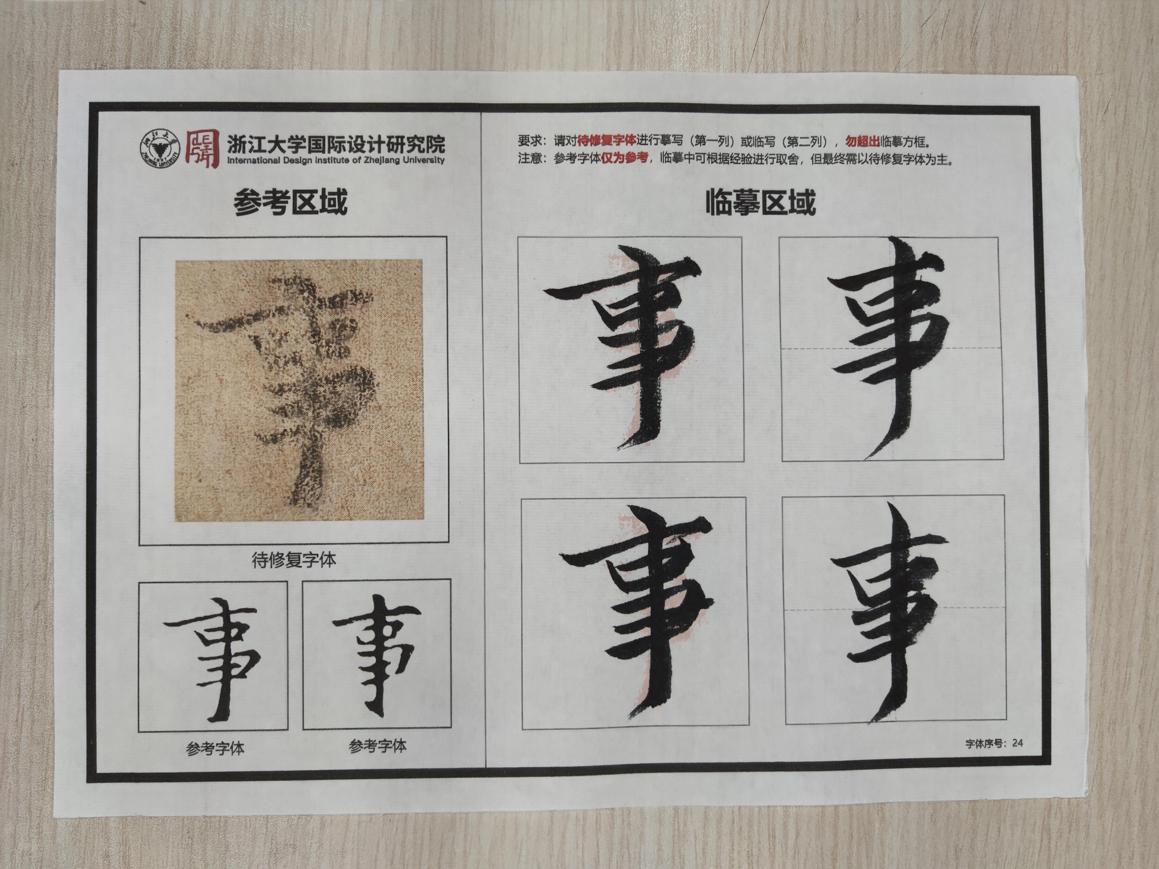 浙江大学国际设计研究院
International Design Institute of Zhejiang University
参考区域
事
待修复字体
事
事
参考字体
参考字体
要求：请对待修复字体进行摹写（第一列）或临写（第二列），勿超出临摹方框。
注意：参考字体仅为参考，临摹中可根据经验进行取舍，但最终需以待修复字体为主。
临摹区域
事
事
事
事
字体序号：24